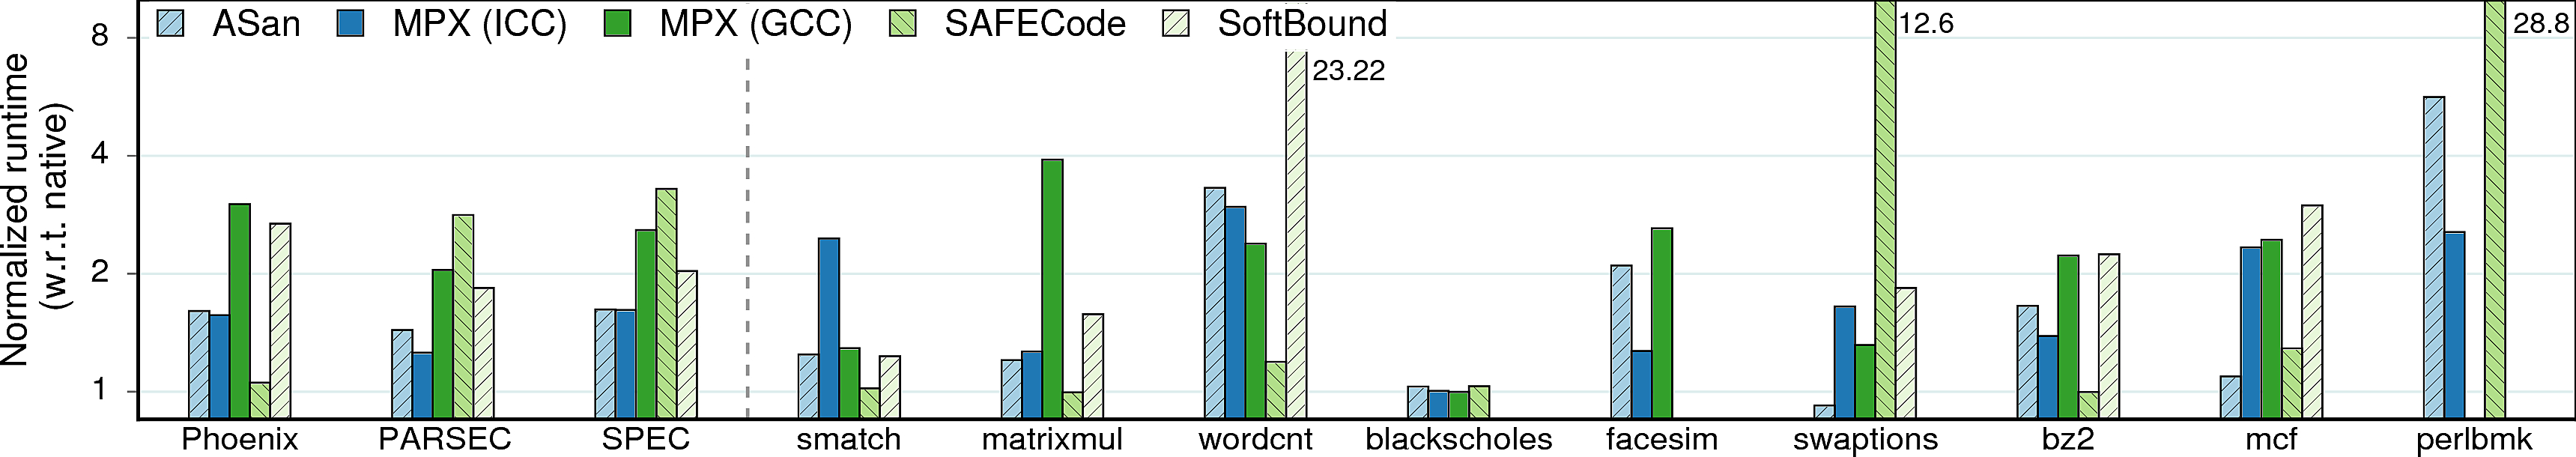 Normalized runtime
(w.r.t. native)
8
4
2
1
ASan MPX (ICC) MPX (GCC) SAFECode SoftBound
23.22
12.6
28.8
Phoenix PARSEC SPEC smatch matrixmul wordcnt blackscholes facesim swaptions bz2 mcf perlbmk